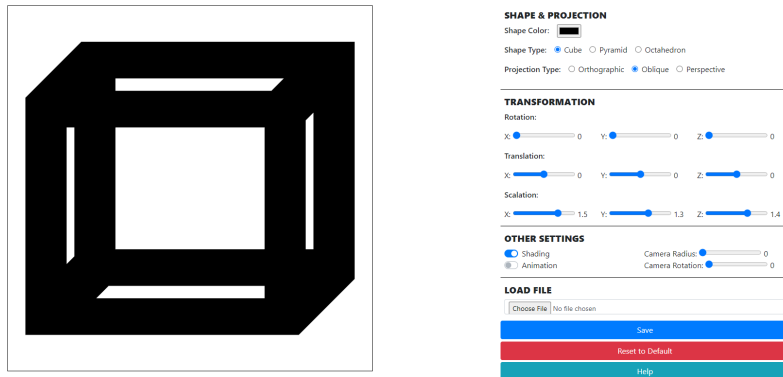 SHAPE & PROJECTION
Shape Color:
Shape Type: Cube Pyramid Octahedron
Projection Type: Orthographic Oblique Perspective
TRANSFORMATION
Rotation:
X: 0 Y: 0 Z: 0
Translation:
X: 0 Y: 0 Z: 0
Scalation:
X: 1.5 Y: 1.3 Z: 1.4
OTHER SETTINGS
Shading Camera Radius: 0
Animation Camera Rotation: 0
LOAD FILE
Choose File No file chosen
Save
Reset to Default
Help